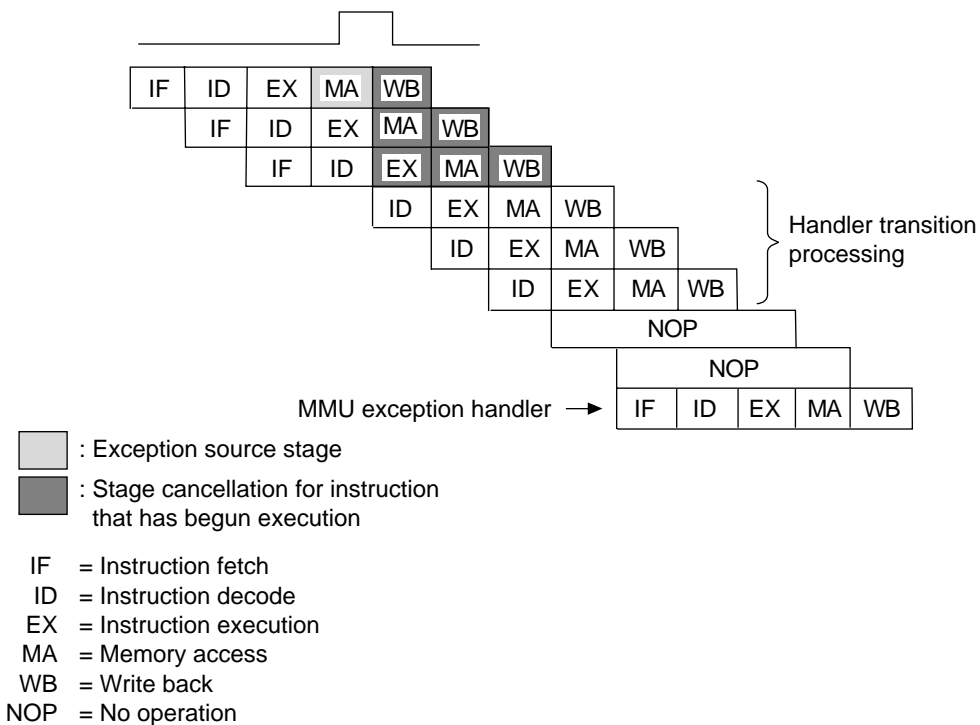 IF ID EX MA WB
IF ID EX MA WB
IF ID EX MA WB
ID EX MA WB
ID EX MA WB
ID EX MA WB
Handler transition
processing
NOP
NOP
MMU exception handler → IF ID EX MA WB
: Exception source stage
: Stage cancellation for instruction
that has begun execution
IF = Instruction fetch
ID = Instruction decode
EX = Instruction execution
MA = Memory access
WB = Write back
NOP = No operation